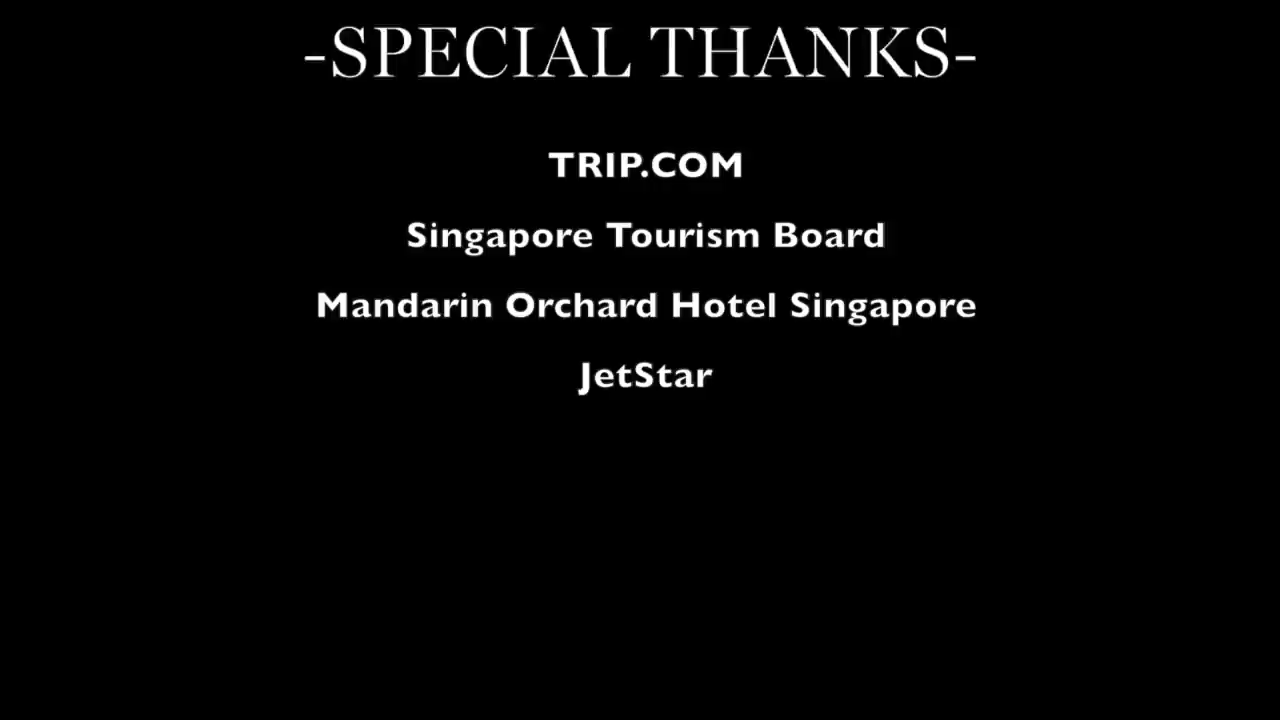 -SPECIAL THANKS-
TRIP.COM
Singapore Tourism Board
Mandarin Orchard Hotel Singapore
JetStar